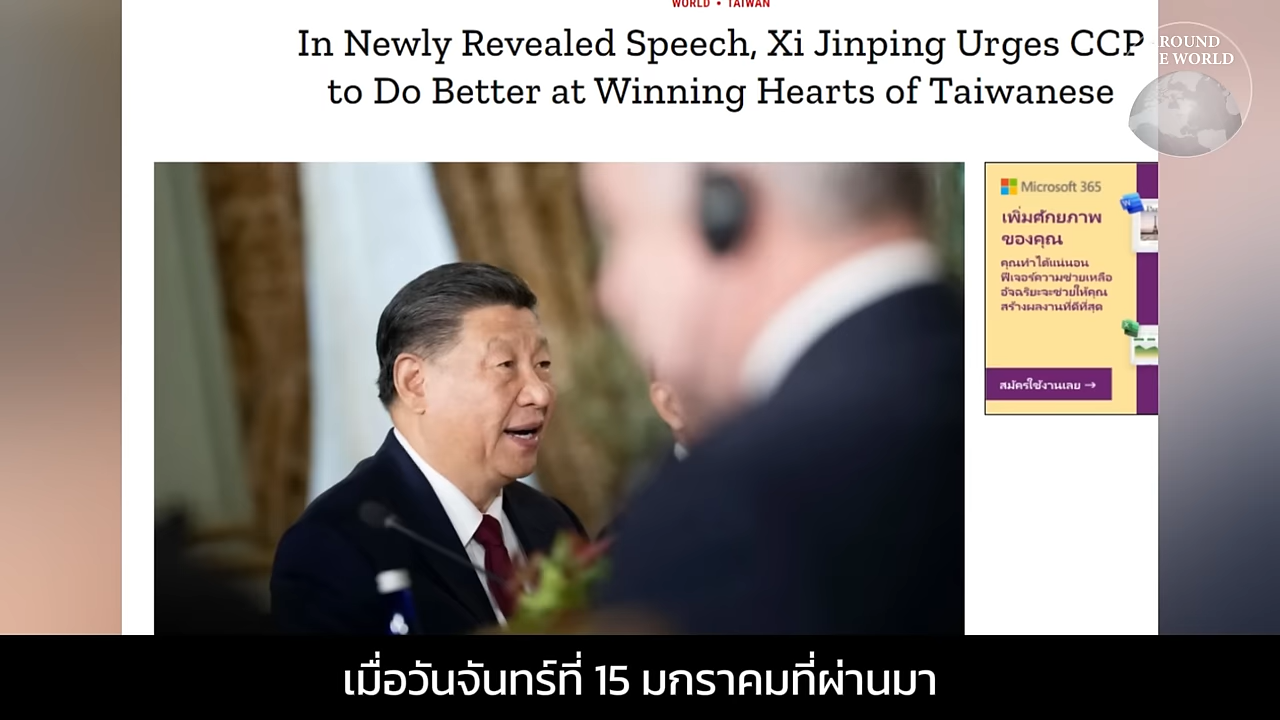 WORLD • TAIWAN
In Newly Revealed Speech, Xi Jinping Urges CCP
to Do Better at Winning Hearts of Taiwanese
ROUND
E WORLD
Microsoft 365
เพิ่มศักยภาพ
ของคุณ
คุณทำได้แน่นอน
ฟีเจอร์ความช่วยเหลือ
อัจฉริยะจะช่วยให้คุณ
สร้างผลงานที่ดีที่สุด
สมัครใช้งานเลย →
เมื่อวันจันทร์ที่ 15 มกราคมที่ผ่านมา